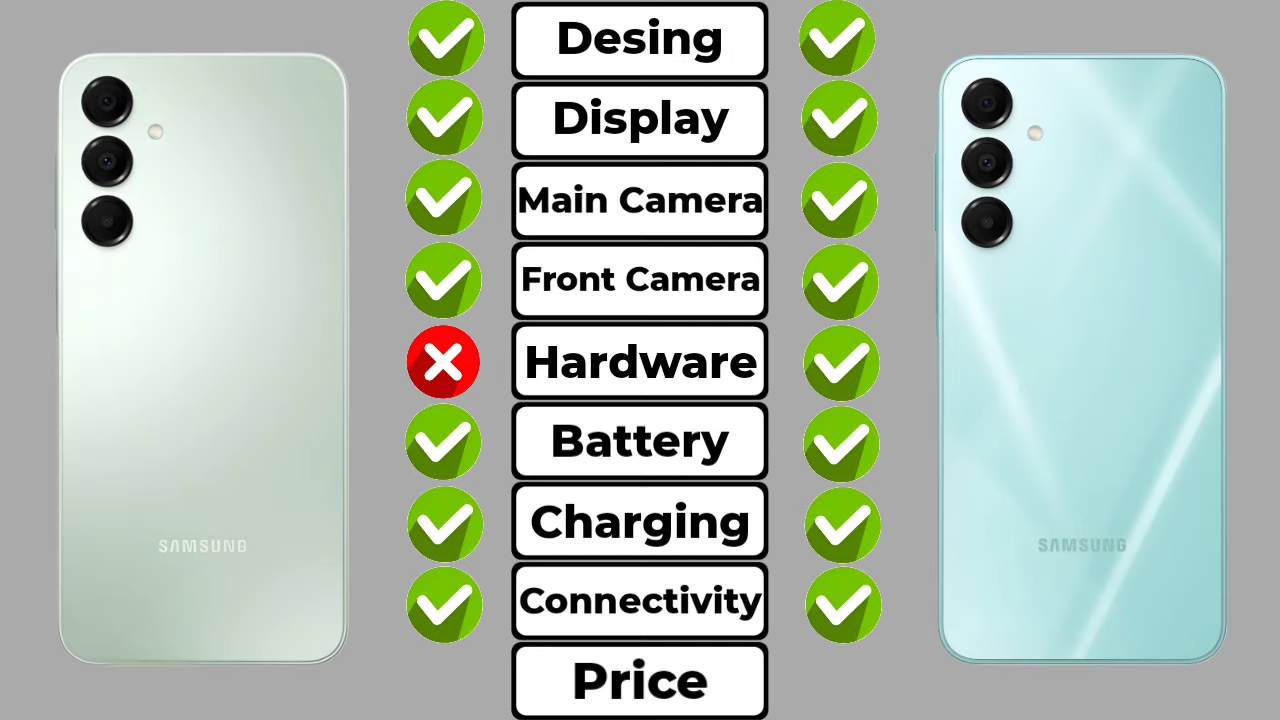 Desing
Display
Main Camera
Front Camera
Hardware
Battery
Charging
Connectivity
Price
SAMSUNG
SAMSUNG